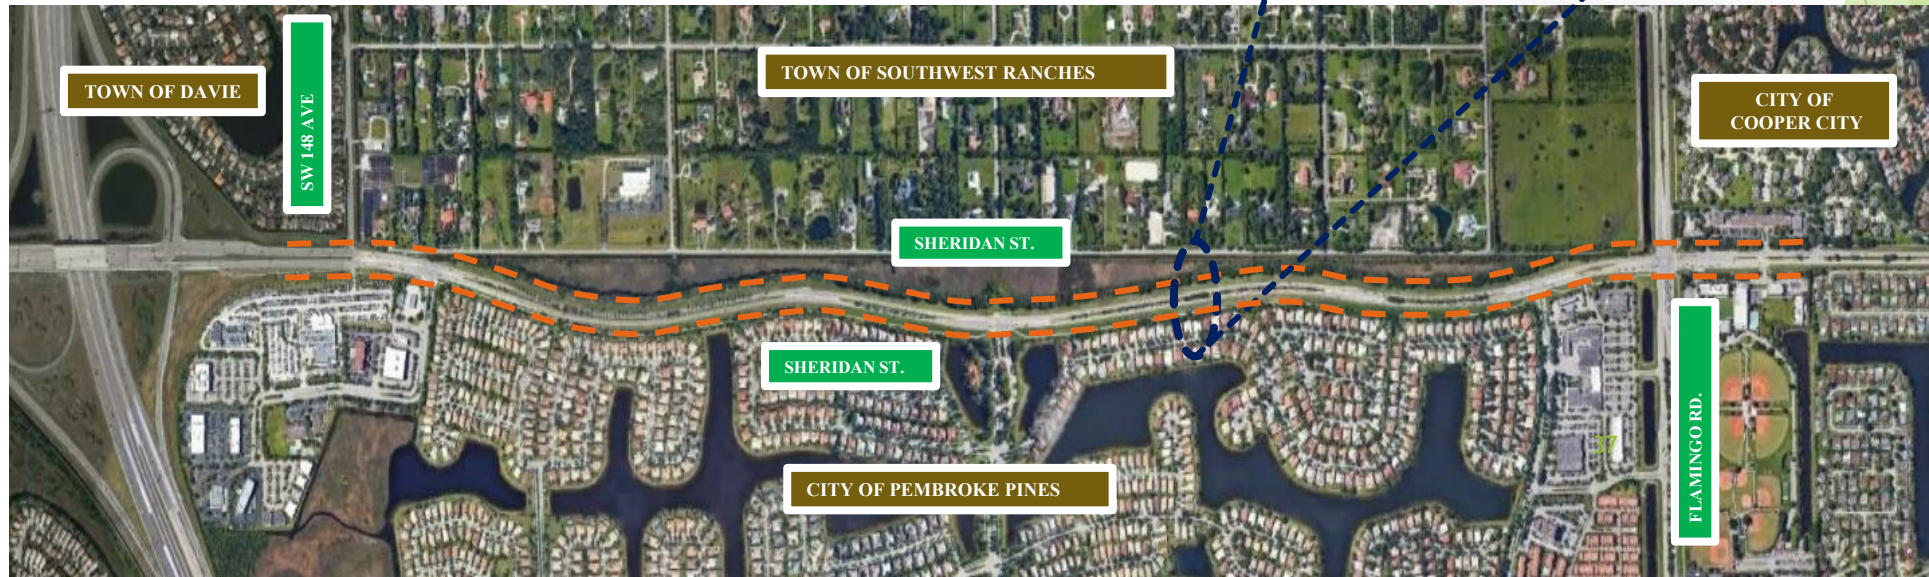 TOWN OF DAVIE
SW 148 AVE
TOWN OF SOUTHWEST RANCHES
CITY OF
COOPER CITY
SHERIDAN ST.
SHERIDAN ST.
CITY OF PEMBROKE PINES
FLAMINGO RD.
37